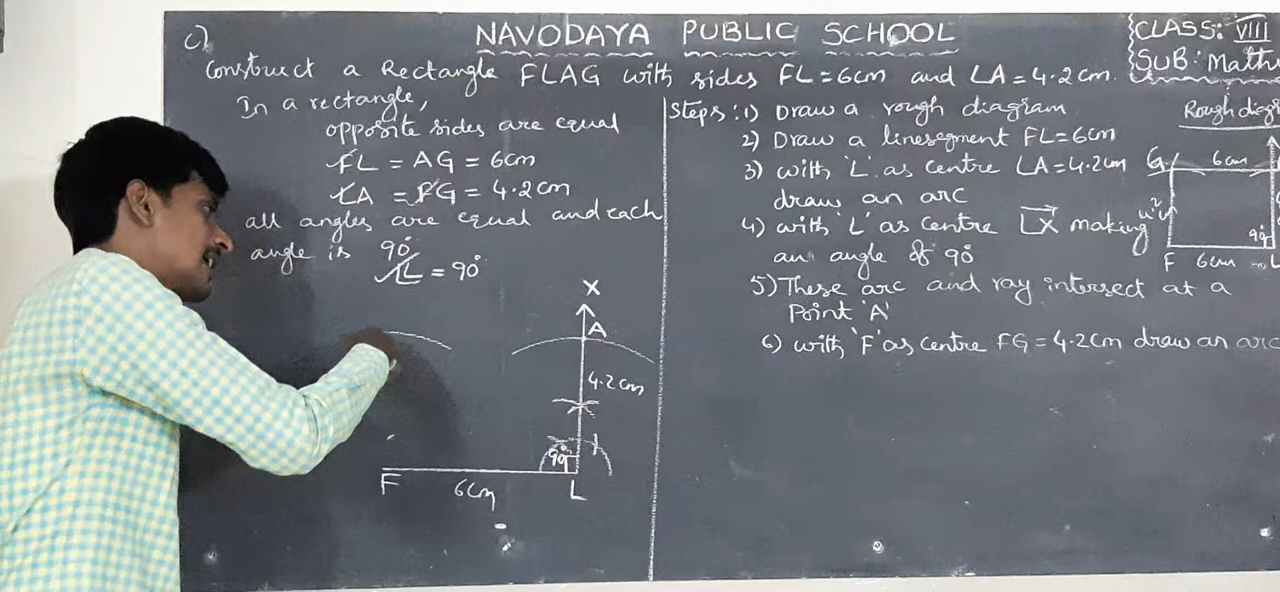 c)
NAVODAYA PUBLIC SCHOOL
CLASS: VIII
SUB: Maths
Construct a Rectangle FLAG with sides FL = 6cm and LA = 4.2cm.
In a rectangle,
opposite sides are equal
FL = AG = 6cm
LA = FG = 4.2cm
all angles are equal and each
angle is 90°
∠L = 90°
X
A
4.2cm
90°
F
6cm
L
Steps: 1) Draw a rough diagram
2) Draw a linesegment FL = 6cm
3) with 'L' as centre LA = 4.2cm
draw an arc
4) with 'L' as centre LX making
an angle of 90°
5) These arc and ray intersect at a
Point 'A'
6) with 'F' as centre FG = 4.2cm draw an arc
Rough
G
6cm
90°
F
6cm
L